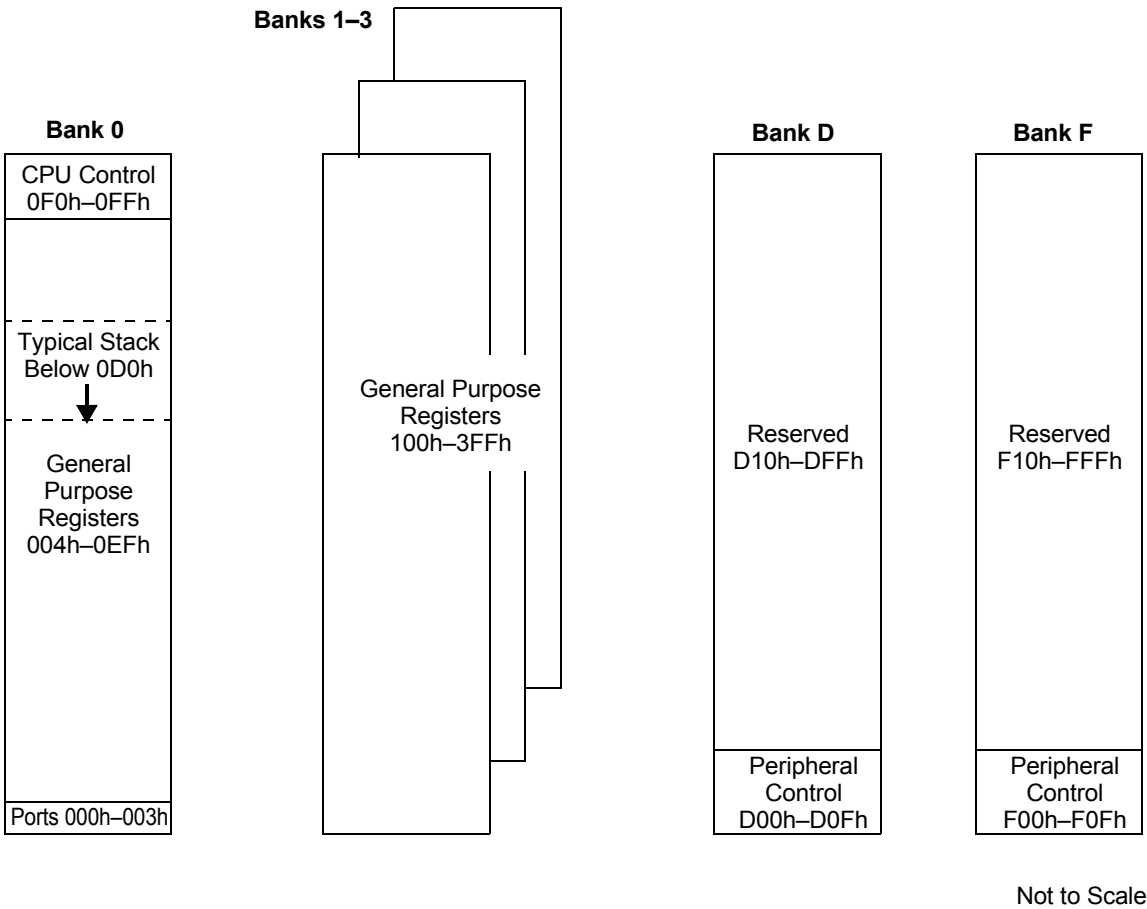 Banks 1–3
Bank 0
CPU Control
0F0h–0FFh
Typical Stack
Below 0D0h
General
Purpose
Registers
004h–0EFh
Ports 000h–003h
General Purpose
Registers
100h–3FFh
Bank D
Reserved
D10h–DFFh
Peripheral
Control
D00h–D0Fh
Bank F
Reserved
F10h–FFFh
Peripheral
Control
F00h–F0Fh
Not to Scale